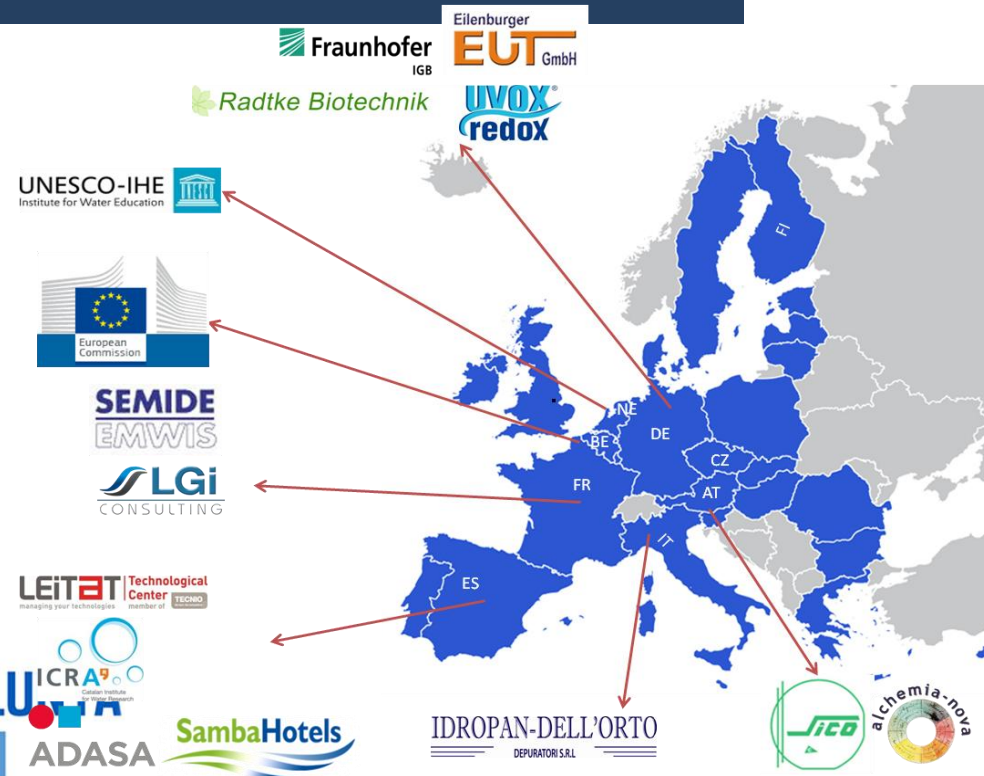 Fraunhofer
IGB
Eilenburger
EUT GmbH
Radtke Biotechnik
UVOX®
redox
UNESCO-IHE
Institute for Water Education
European
Commission
SEMIDE
EMWIS
LGi
CONSULTING
LEITAT Technological
Center
managing your technologies member of TECNIO
ICRA
Catalan Institute
for Water Research
ADASA
SambaHotels
IDROPAN-DELL'ORTO
DEPURATORI S.R.L
SICO
alchemia-nova
FI
NE
BE
DE
CZ
FR
AT
IT
ES